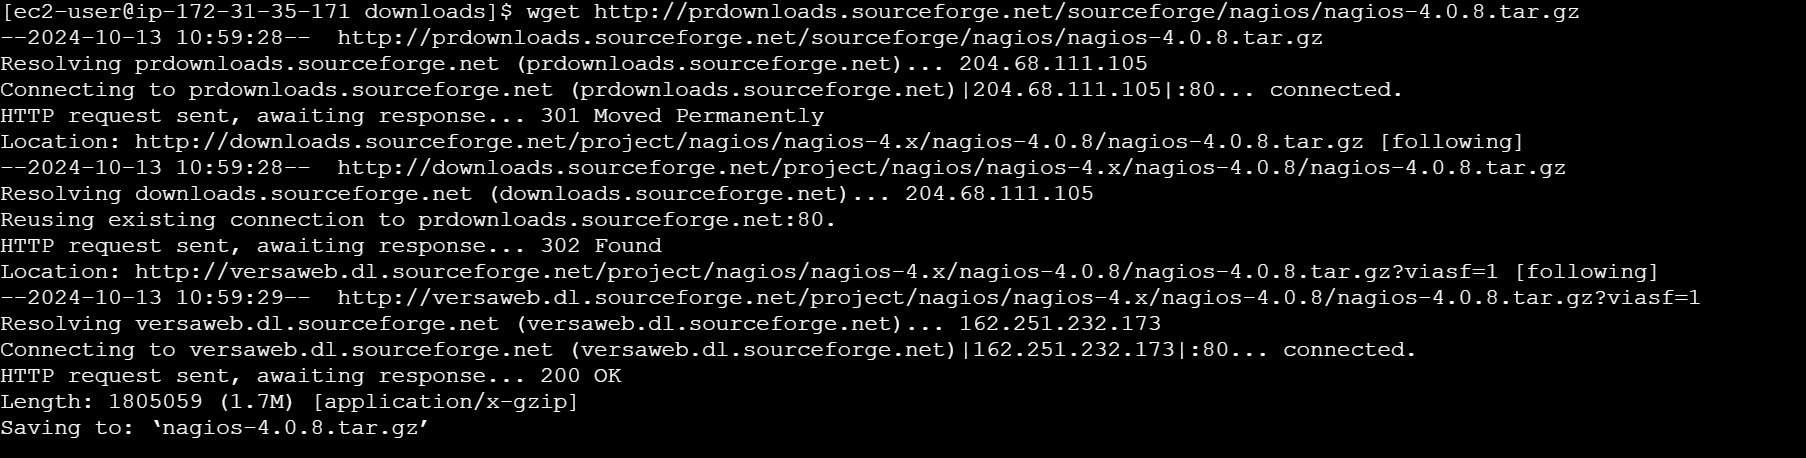 [ec2-user@ip-172-31-35-171 downloads]$ wget http://prdownloads.sourceforge.net/sourceforge/nagios/nagios-4.0.8.tar.gz
--2024-10-13 10:59:28--  http://prdownloads.sourceforge.net/sourceforge/nagios/nagios-4.0.8.tar.gz
Resolving prdownloads.sourceforge.net (prdownloads.sourceforge.net)... 204.68.111.105
Connecting to prdownloads.sourceforge.net (prdownloads.sourceforge.net)|204.68.111.105|:80... connected.
HTTP request sent, awaiting response... 301 Moved Permanently
Location: http://downloads.sourceforge.net/project/nagios/nagios-4.x/nagios-4.0.8/nagios-4.0.8.tar.gz [following]
--2024-10-13 10:59:28--  http://downloads.sourceforge.net/project/nagios/nagios-4.x/nagios-4.0.8/nagios-4.0.8.tar.gz
Resolving downloads.sourceforge.net (downloads.sourceforge.net)... 204.68.111.105
Reusing existing connection to prdownloads.sourceforge.net:80.
HTTP request sent, awaiting response... 302 Found
Location: http://versaweb.dl.sourceforge.net/project/nagios/nagios-4.x/nagios-4.0.8/nagios-4.0.8.tar.gz?viasf=1 [following]
--2024-10-13 10:59:29--  http://versaweb.dl.sourceforge.net/project/nagios/nagios-4.x/nagios-4.0.8/nagios-4.0.8.tar.gz?viasf=1
Resolving versaweb.dl.sourceforge.net (versaweb.dl.sourceforge.net)... 162.251.232.173
Connecting to versaweb.dl.sourceforge.net (versaweb.dl.sourceforge.net)|162.251.232.173|:80... connected.
HTTP request sent, awaiting response... 200 OK
Length: 1805059 (1.7M) [application/x-gzip]
Saving to: ‘nagios-4.0.8.tar.gz’